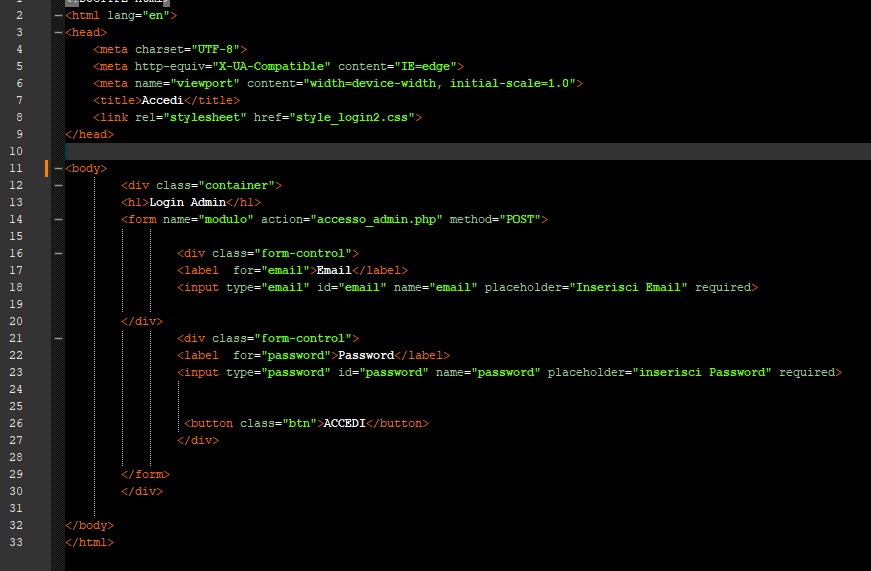 1 <!DOCTYPE html>
2 <html lang="en">
3 <head>
4 <meta charset="UTF-8">
5 <meta http-equiv="X-UA-Compatible" content="IE=edge">
6 <meta name="viewport" content="width=device-width, initial-scale=1.0">
7 <title>Accedi</title>
8 <link rel="stylesheet" href="style_login2.css">
9 </head>
10
11 <body>
12 <div class="container">
13 <h1>Login Admin</h1>
14 <form name="modulo" action="accesso_admin.php" method="POST">
15
16 <div class="form-control">
17 <label  for="email">Email</label>
18 <input type="email" id="email" name="email" placeholder="Inserisci Email" required>
19
20 </div>
21 <div class="form-control">
22 <label  for="password">Password</label>
23 <input type="password" id="password" name="password" placeholder="inserisci Password" required>
24
25
26 <button class="btn">ACCEDI</button>
27 </div>
28
29 </form>
30 </div>
31
32 </body>
33 </html>